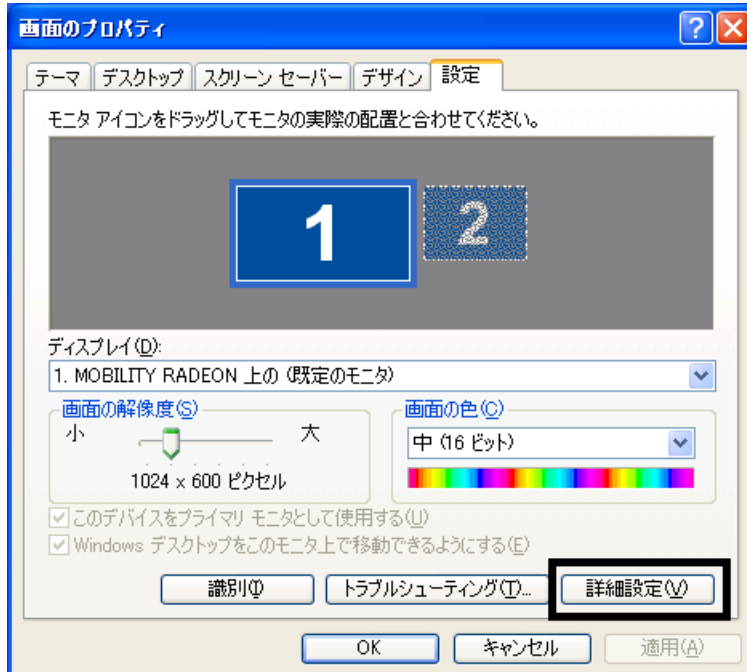 画面のプロパティ
テーマ デスクトップ スクリーン セーバー デザイン 設定
モニタ アイコンをドラッグしてモニタの実際の配置と合わせてください。
1 2
ディスプレイ(D):
1. MOBILITY RADEON 上の (既定のモニタ)
画面の解像度(S) 画面の色(C)
小 大 中 (16 ビット)
1024 x 600 ピクセル
このデバイスをプライマリ モニタとして使用する(U)
Windows デスクトップをこのモニタ上で移動できるようにする(E)
識別(I) トラブルシューティング(T)... 詳細設定(V)
OK キャンセル 適用(A)